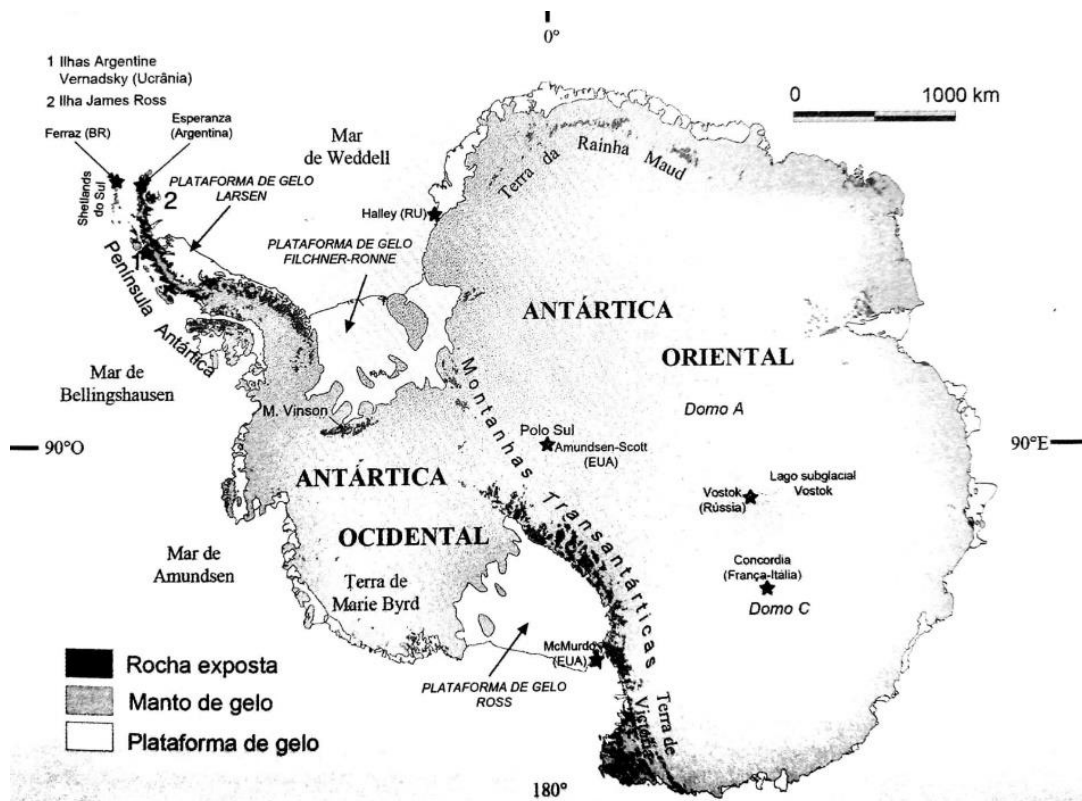 0°
1 Ilhas Argentine
Vernadsky (Ucrânia)
2 Ilha James Ross
Ferraz (BR)
Esperanza
(Argentina)
Mar
de Weddell
0 1000 km
Terra da Rainha Maud
Shetlands
do Sul
PLATAFORMA DE GELO
LARSEN
2
Halley (RU)
1
PLATAFORMA DE GELO
FILCHNER-RONNE
Península Antártica
ANTÁRTICA
ORIENTAL
Mar de
Bellingshausen
M. Vinson
Montanhas Transantárticas
Domo A
Polo Sul
Amundsen-Scott
(EUA)
90°O
90°E
ANTÁRTICA
OCIDENTAL
Lago subglacial
Vostok
Vostok
(Rússia)
Mar de
Amundsen
Concordia
(França-Itália)
Domo C
Terra de
Marie Byrd
McMurdo
(EUA)
PLATAFORMA DE GELO
ROSS
Terra de
Victoria
Rocha exposta
Manto de gelo
Plataforma de gelo
180°